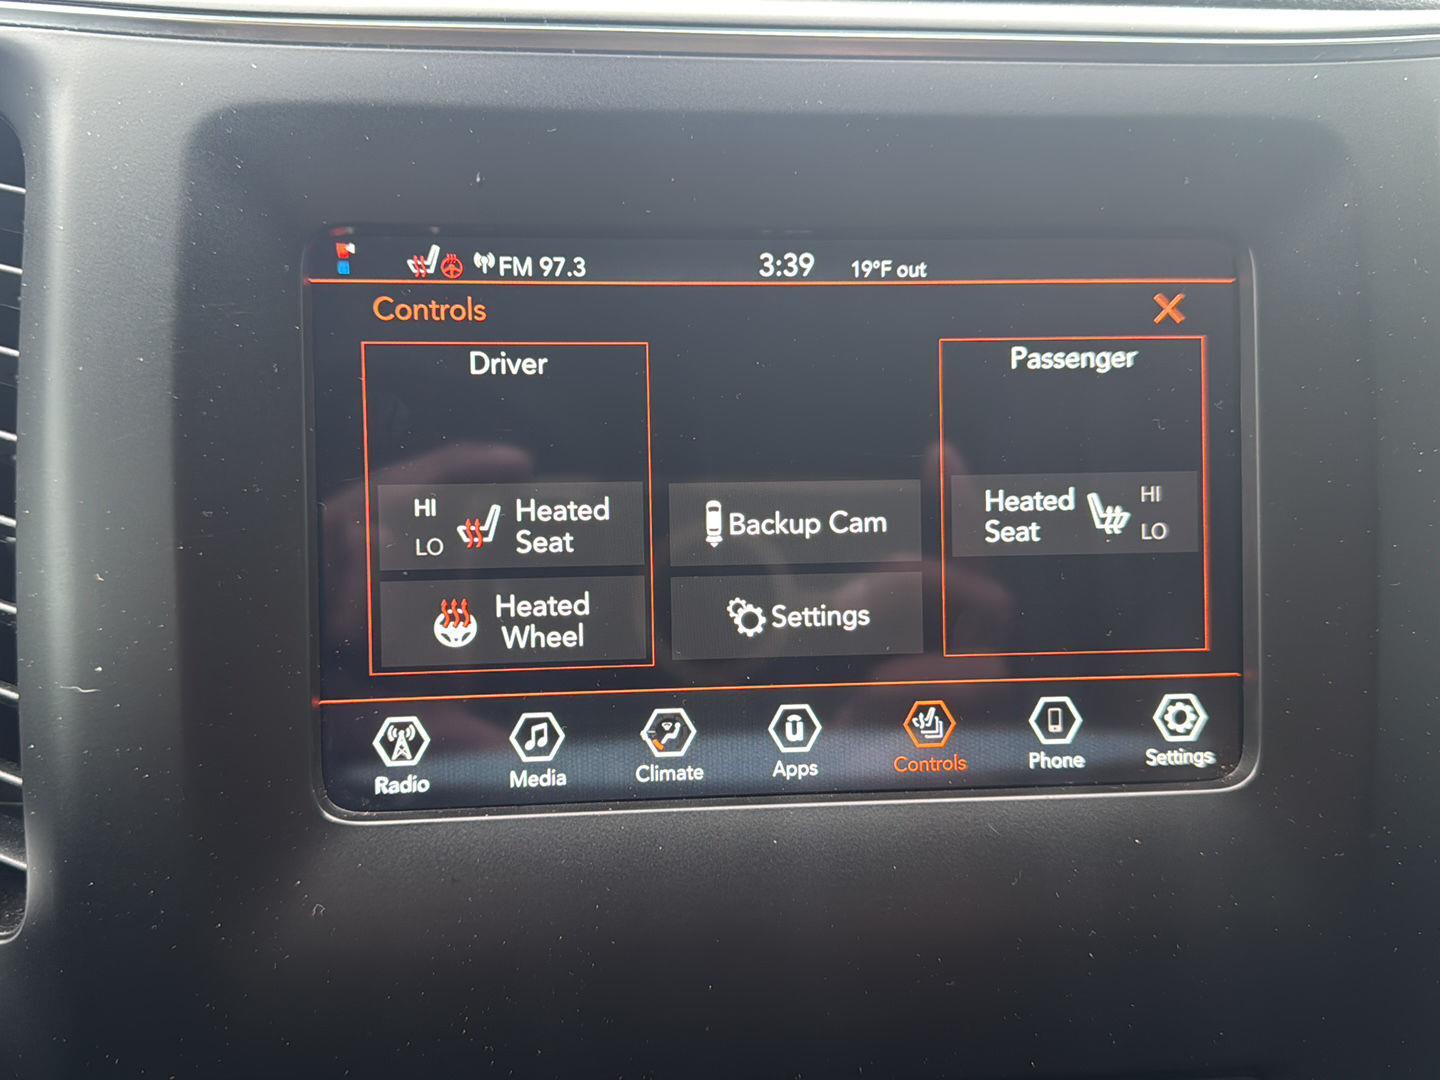 FM 97.3 3:39 19°F out
Controls
Driver
HI
LO
Heated
Seat
Heated
Wheel
Backup Cam
Settings
Passenger
Heated
Seat
HI
LO
Radio Media Climate Apps Controls Phone Settings